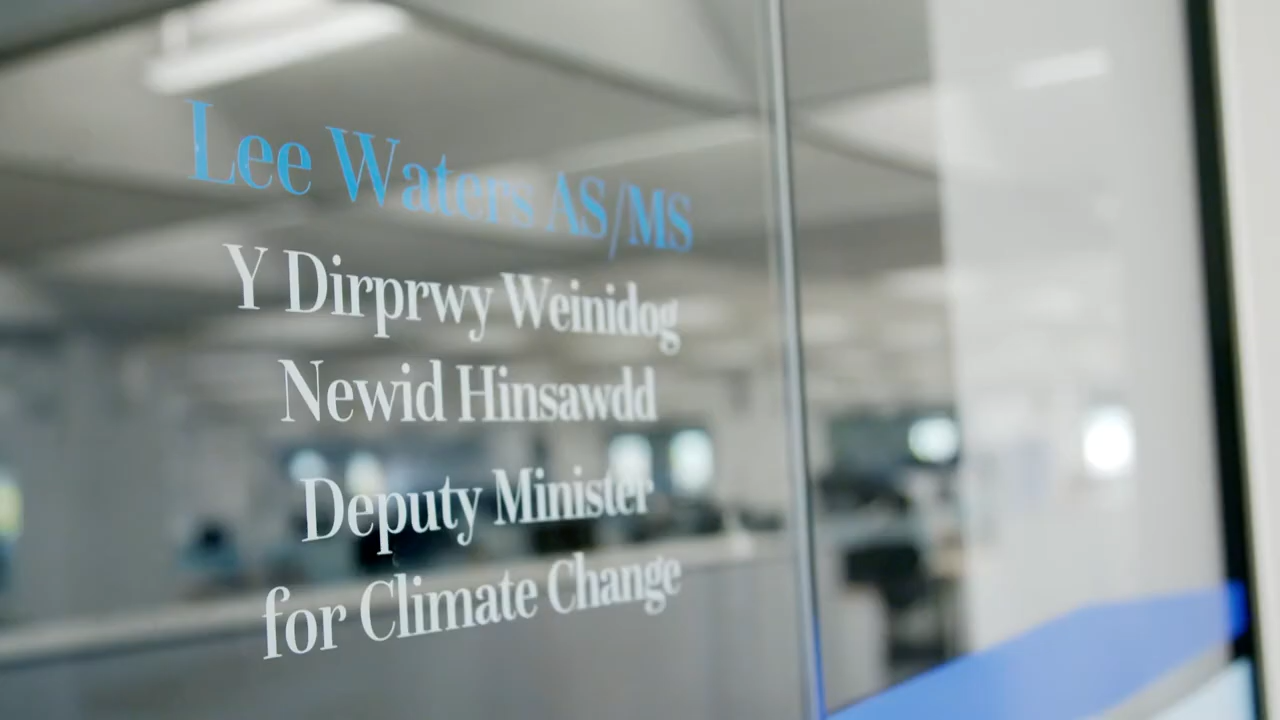 Lee Waters AS/MS
Y Dirprwy Weinidog
Newid Hinsawdd
Deputy Minister
for Climate Change